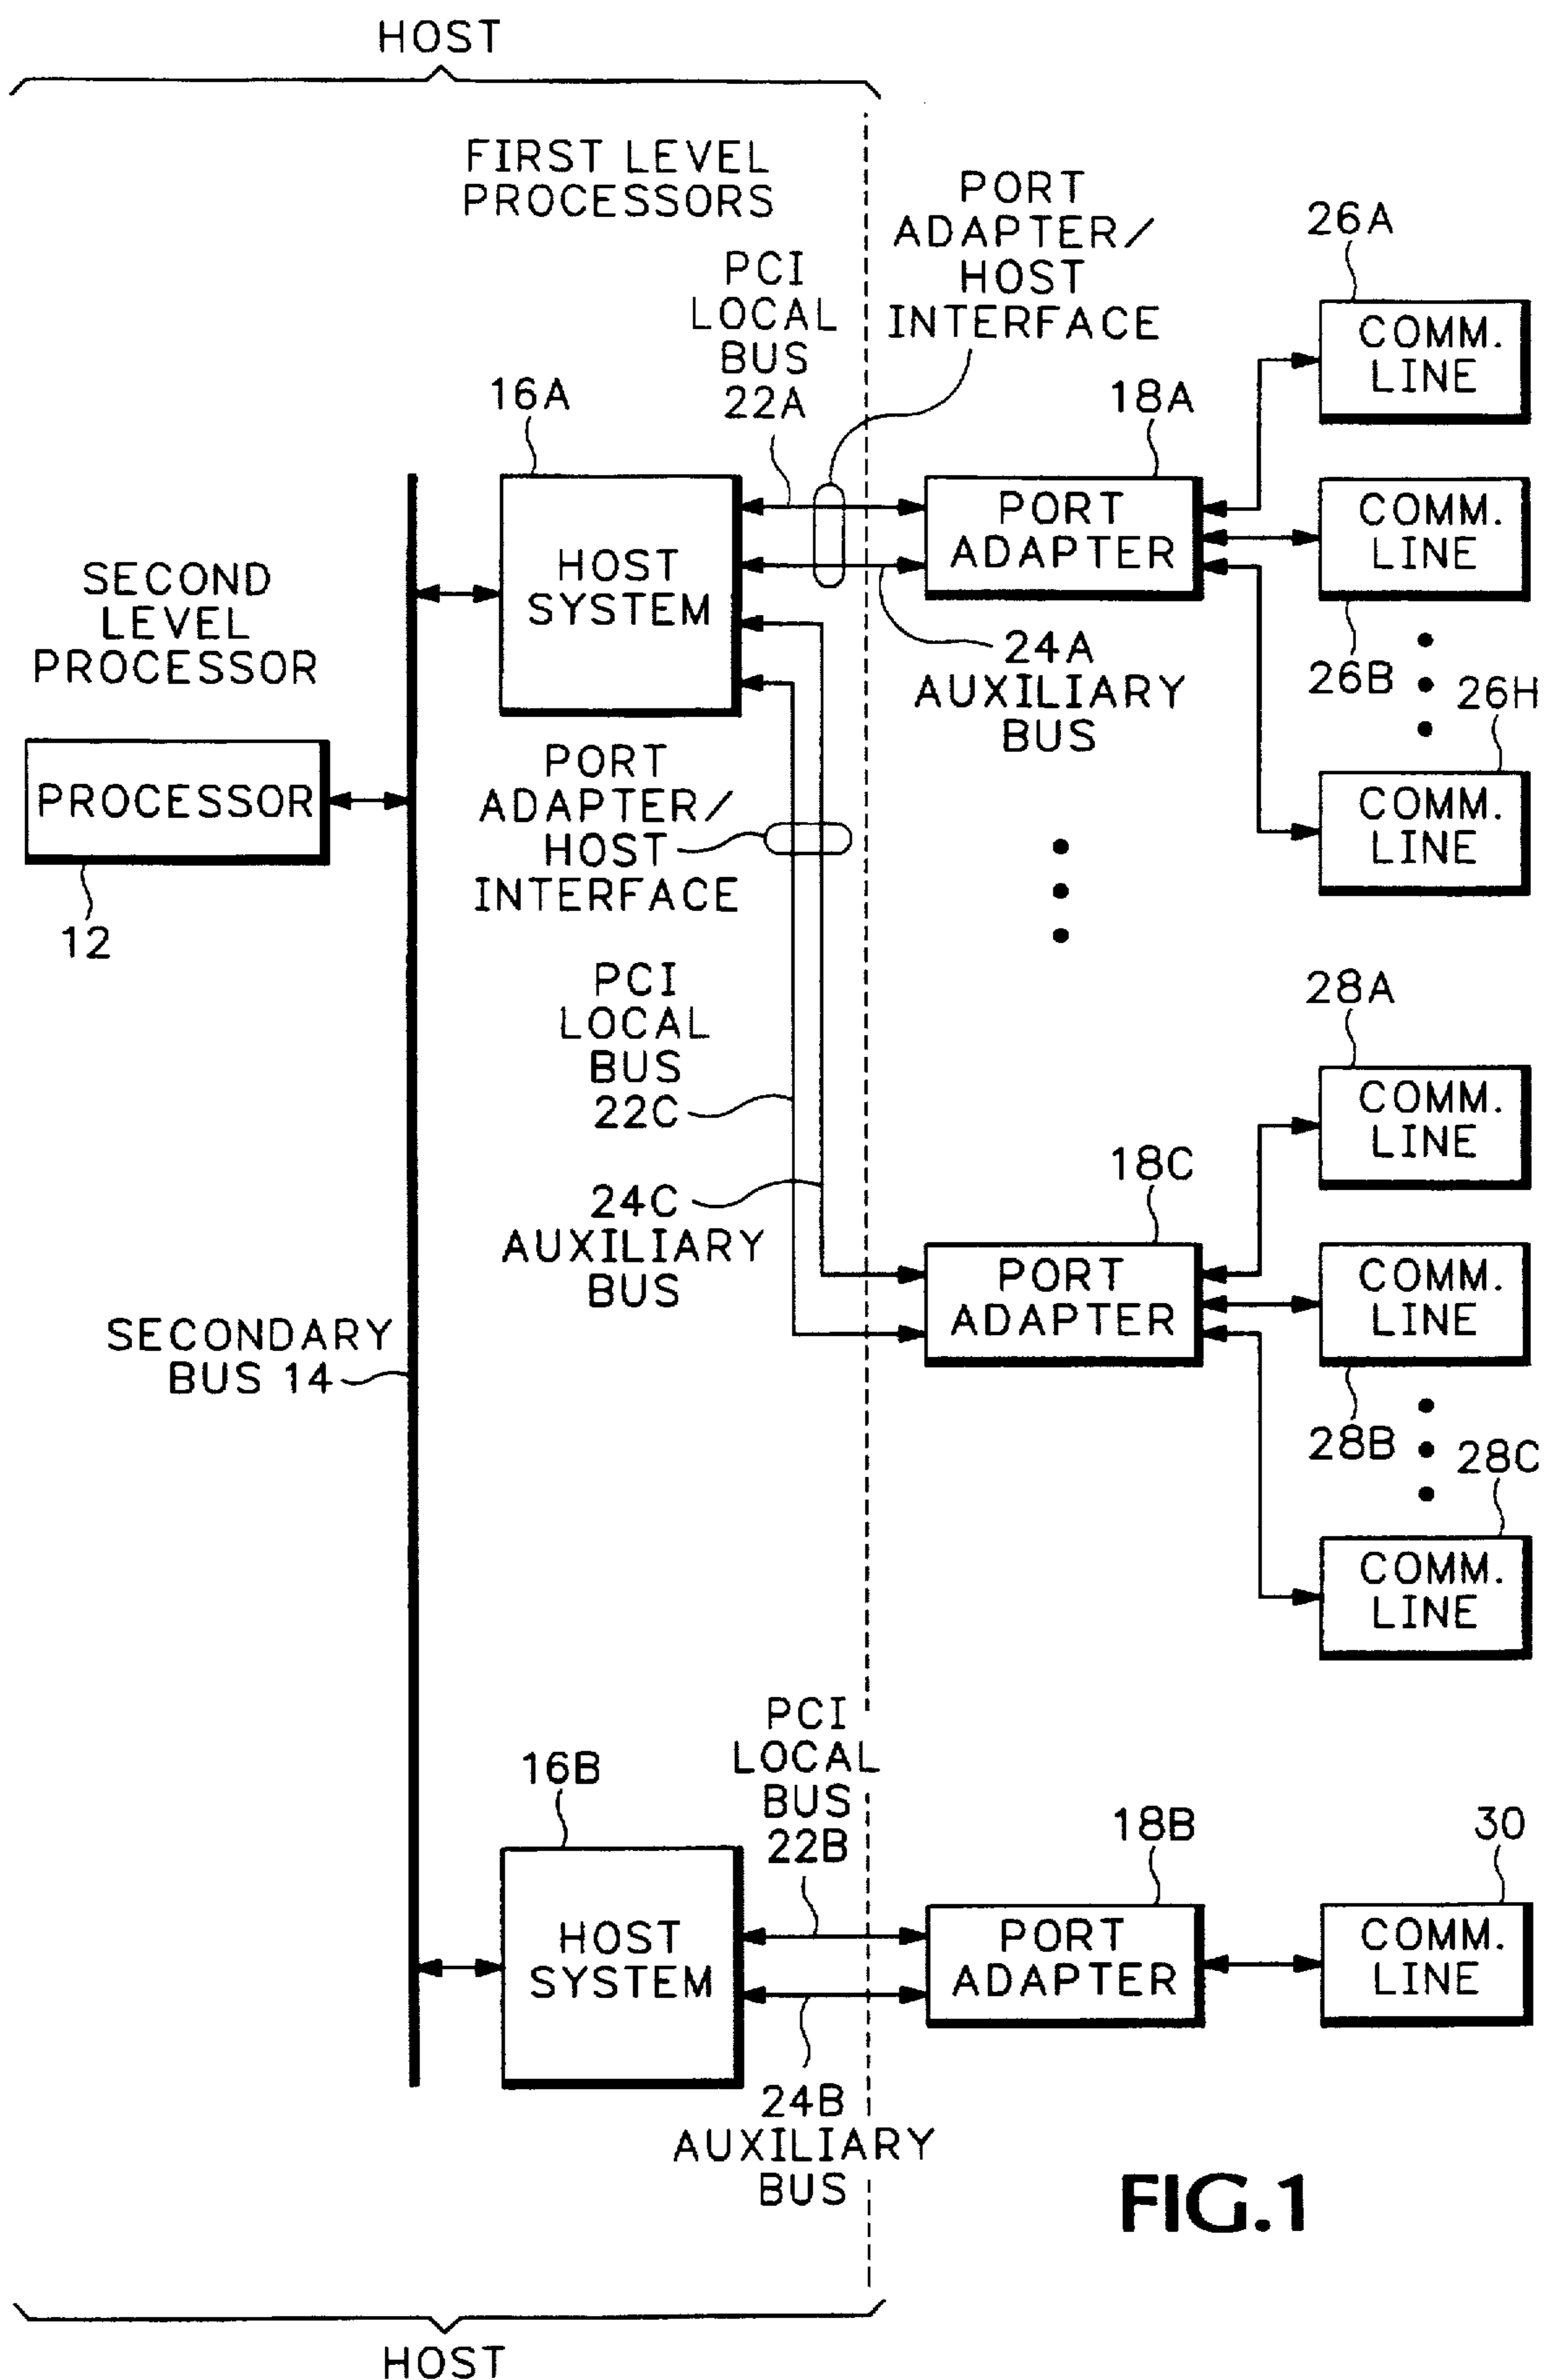 HOST
FIRST LEVEL
PROCESSORS
PORT
ADAPTER/
HOST
INTERFACE
PCI
LOCAL
BUS
22A
26A
COMM.
LINE
16A
18A
HOST
SYSTEM
PORT
ADAPTER
COMM.
LINE
26B
26H
24A
AUXILIARY
BUS
SECOND
LEVEL
PROCESSOR
PROCESSOR
12
PORT
ADAPTER/
HOST
INTERFACE
COMM.
LINE
PCI
LOCAL
BUS
22C
24C
AUXILIARY
BUS
28A
COMM.
LINE
18C
PORT
ADAPTER
COMM.
LINE
28B
28C
COMM.
LINE
SECONDARY
BUS 14
PCI
LOCAL
BUS
22B
16B
HOST
SYSTEM
18B
PORT
ADAPTER
30
COMM.
LINE
24B
AUXILIARY
BUS
FIG.1
HOST